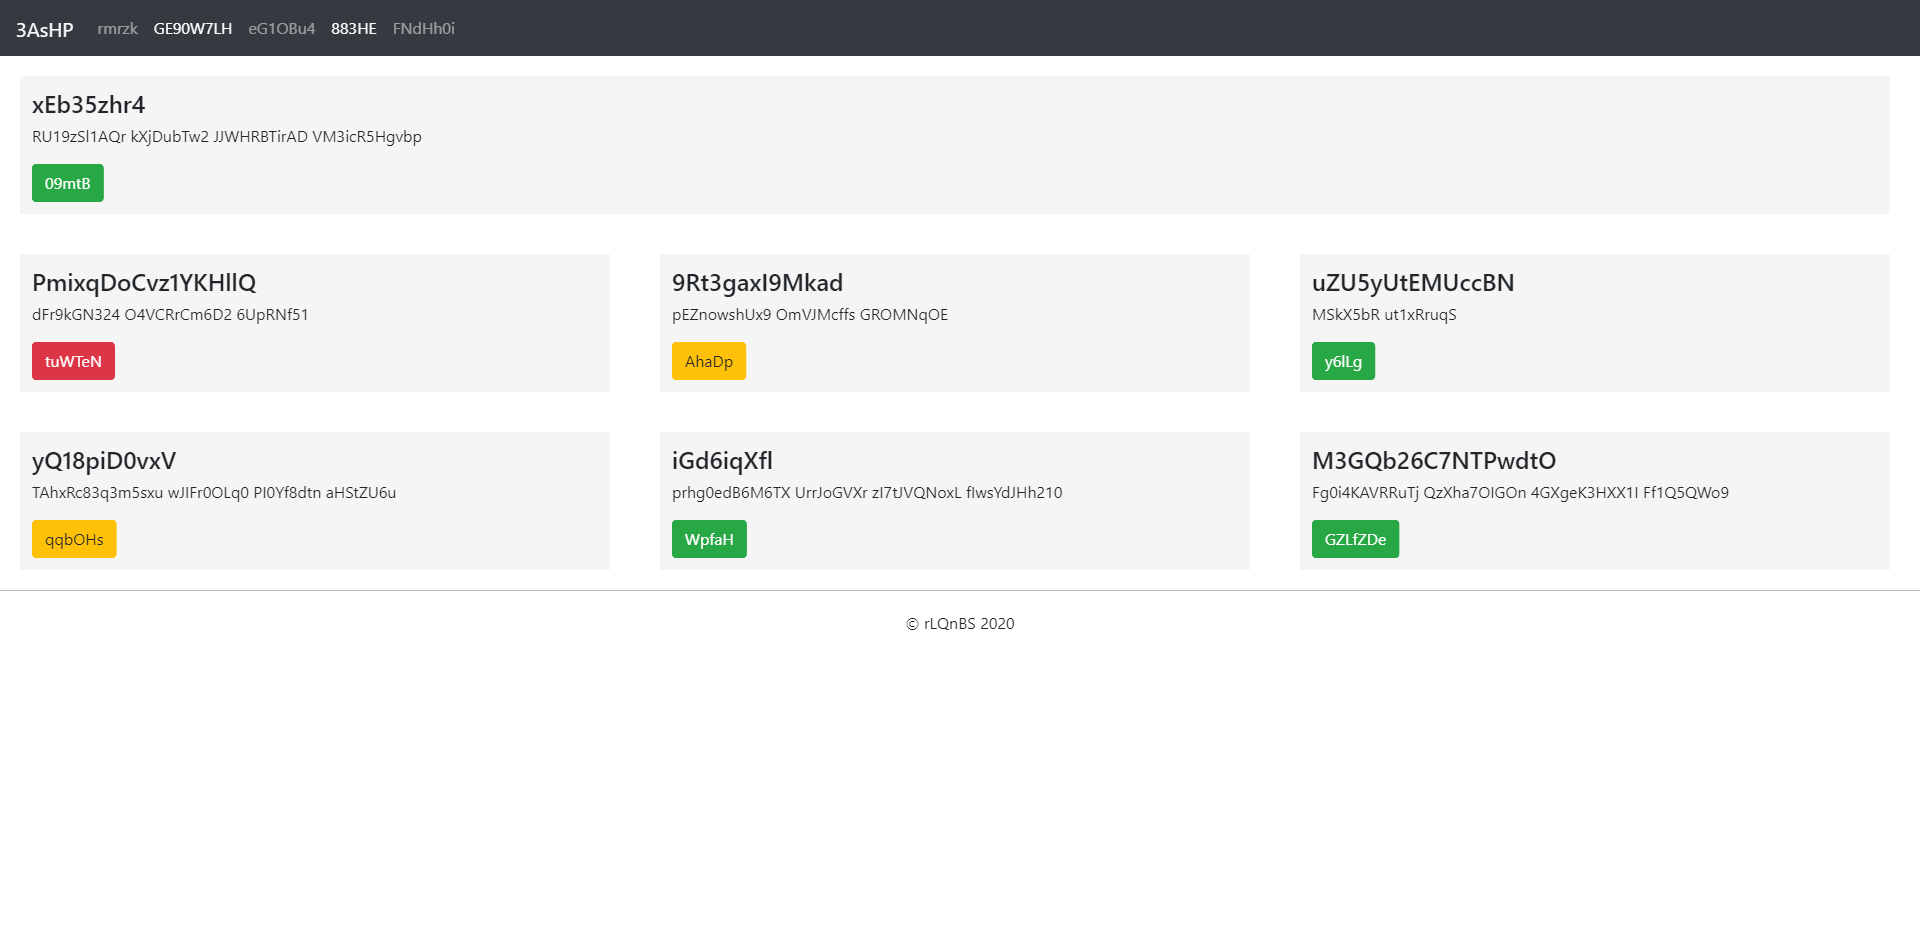 3AsHP rmrzk GE90W7LH eG1OBu4 883HE FNdHh0i
xEb35zhr4
RU19zSl1AQr kXjDubTw2 JJWHRBTirAD VM3icR5Hgvbp
09mtB
PmixqDoCvz1YKHllQ
dFr9kGN324 O4VCRrCm6D2 6UpRNf51
tuWTeN
9Rt3gaxI9Mkad
pEZnowshUx9 OmVJMcffs GROMNqOE
AhaDp
uZU5yUtEMUccBN
MSkX5bR ut1xRruqS
y6lLg
yQ18piD0vxV
TAhxRc83q3m5sxu wJIFr0OLq0 PI0Yf8dtn aHStZU6u
qqbOHs
iGd6iqXfl
prhg0edB6M6TX UrrJoGVXr zI7tJVQNoxL fIwsYdJHh210
WpfaH
M3GQb26C7NTPwdtO
Fg0i4KAVRRuTj QzXha7OIGOn 4GXgeK3HXX1I Ff1Q5QWo9
GZLfZDe
© rLQnBS 2020